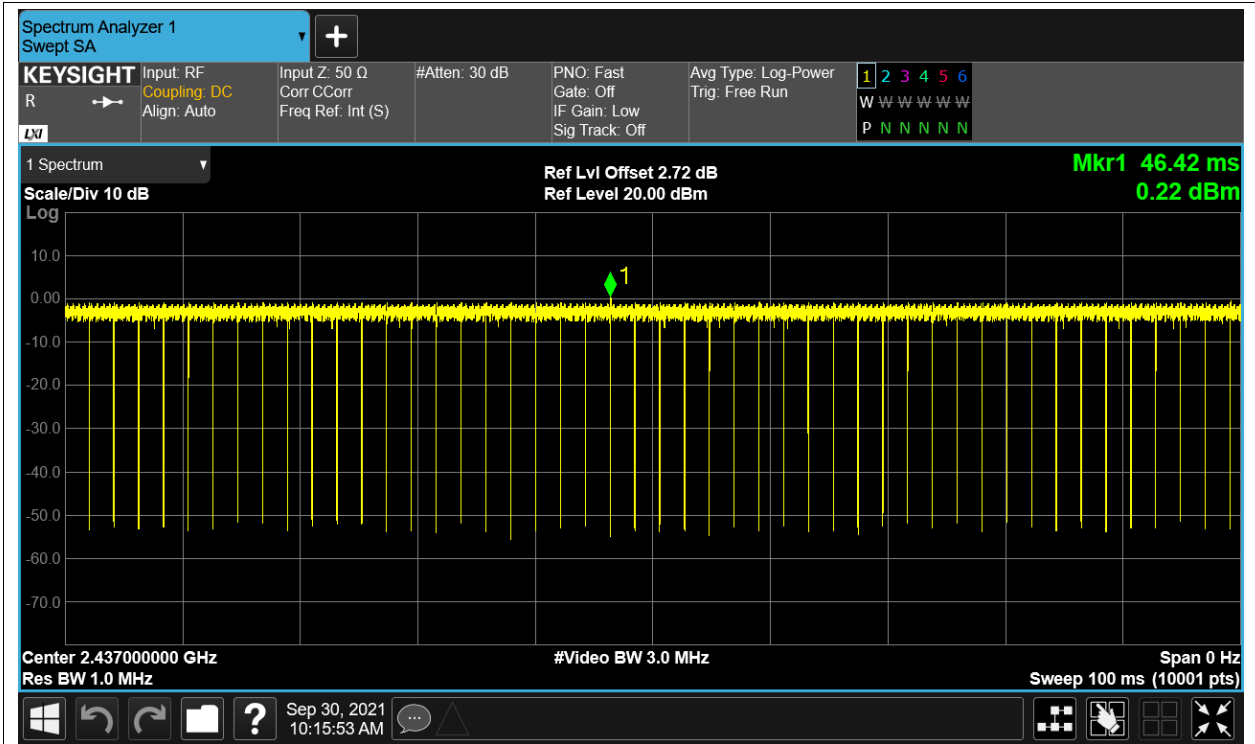 Spectrum Analyzer 1
Swept SA
KEYSIGHT
R
LXI
Input: RF
Coupling: DC
Align: Auto
Input Z: 50 Ω
Corr CCorr
Freq Ref: Int (S)
#Atten: 30 dB
PNO: Fast
Gate: Off
IF Gain: Low
Sig Track: Off
Avg Type: Log-Power
Trig: Free Run
1 2 3 4 5 6
W W W W W W
P N N N N N
1 Spectrum
Scale/Div 10 dB
Log
Ref Lvl Offset 2.72 dB
Ref Level 20.00 dBm
Mkr1 46.42 ms
0.22 dBm
1
10.0
0.00
-10.0
-20.0
-30.0
-40.0
-50.0
-60.0
-70.0
Center 2.437000000 GHz
Res BW 1.0 MHz
#Video BW 3.0 MHz
Span 0 Hz
Sweep 100 ms (10001 pts)
?
Sep 30, 2021
10:15:53 AM